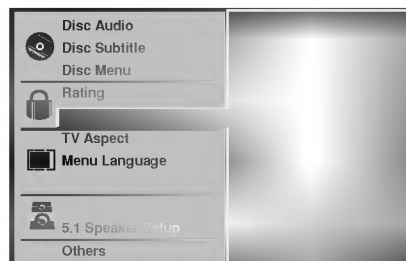 Disc Audio
Disc Subtitle
Disc Menu
Rating
TV Aspect
Menu Language
5.1 Speaker Setup
Others